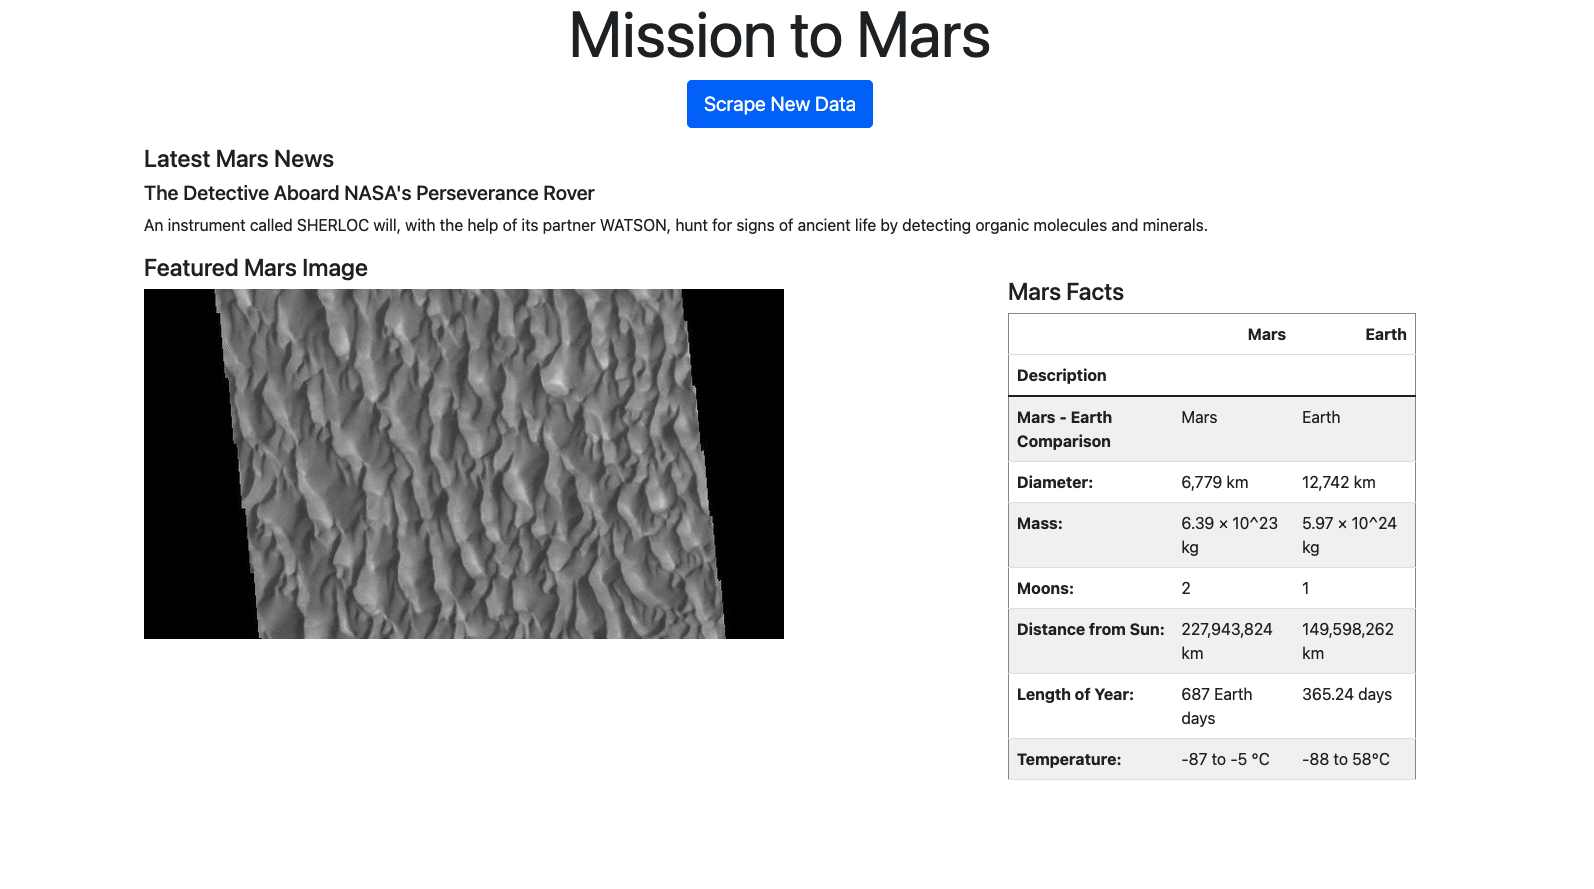 Mission to Mars
Scrape New Data
Latest Mars News
The Detective Aboard NASA's Perseverance Rover
An instrument called SHERLOC will, with the help of its partner WATSON, hunt for signs of ancient life by detecting organic molecules and minerals.
Featured Mars Image
Mars Facts
Mars Earth
Description
Mars - Earth Comparison Mars Earth
Diameter: 6,779 km 12,742 km
Mass: 6.39 × 10^23 kg 5.97 × 10^24 kg
Moons: 2 1
Distance from Sun: 227,943,824 km 149,598,262 km
Length of Year: 687 Earth days 365.24 days
Temperature: -87 to -5 °C -88 to 58°C